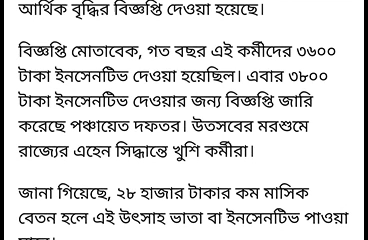 আর্থিক বৃদ্ধির বিজ্ঞপ্তি দেওয়া হয়েছে।
বিজ্ঞপ্তি মোতাবেক, গত বছর এই কর্মীদের ৩৬০০
টাকা ইনসেনটিভ দেওয়া হয়েছিল। এবার ৩৮০০
টাকা ইনসেনটিভ দেওয়ার জন্য বিজ্ঞপ্তি জারি
করেছে পঞ্চায়েত দফতর। উতসবের মরশুমে
রাজ্যের এহেন সিদ্ধান্তে খুশি কর্মীরা।
জানা গিয়েছে, ২৮ হাজার টাকার কম মাসিক
বেতন হলে এই উৎসাহ ভাতা বা ইনসেনটিভ পাওয়া